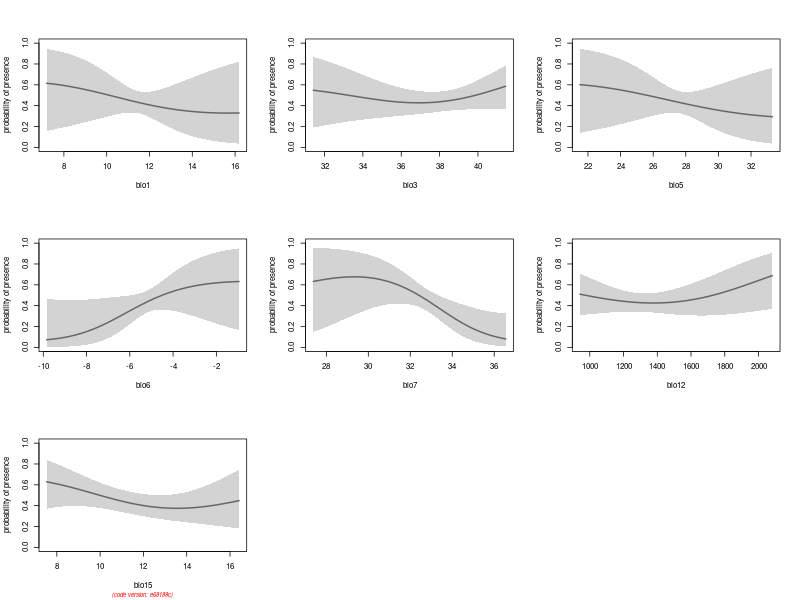 probability of presence
0.0 0.2 0.4 0.6 0.8 1.0
8 10 12 14 16
bio1
probability of presence
0.0 0.2 0.4 0.6 0.8 1.0
32 34 36 38 40
bio3
probability of presence
0.0 0.2 0.4 0.6 0.8 1.0
22 24 26 28 30 32
bio5
probability of presence
0.0 0.2 0.4 0.6 0.8 1.0
-10 -8 -6 -4 -2
bio6
probability of presence
0.0 0.2 0.4 0.6 0.8 1.0
28 30 32 34 36
bio7
probability of presence
0.0 0.2 0.4 0.6 0.8 1.0
1000 1200 1400 1600 1800 2000
bio12
probability of presence
0.0 0.2 0.4 0.6 0.8 1.0
8 10 12 14 16
bio15
(code version: